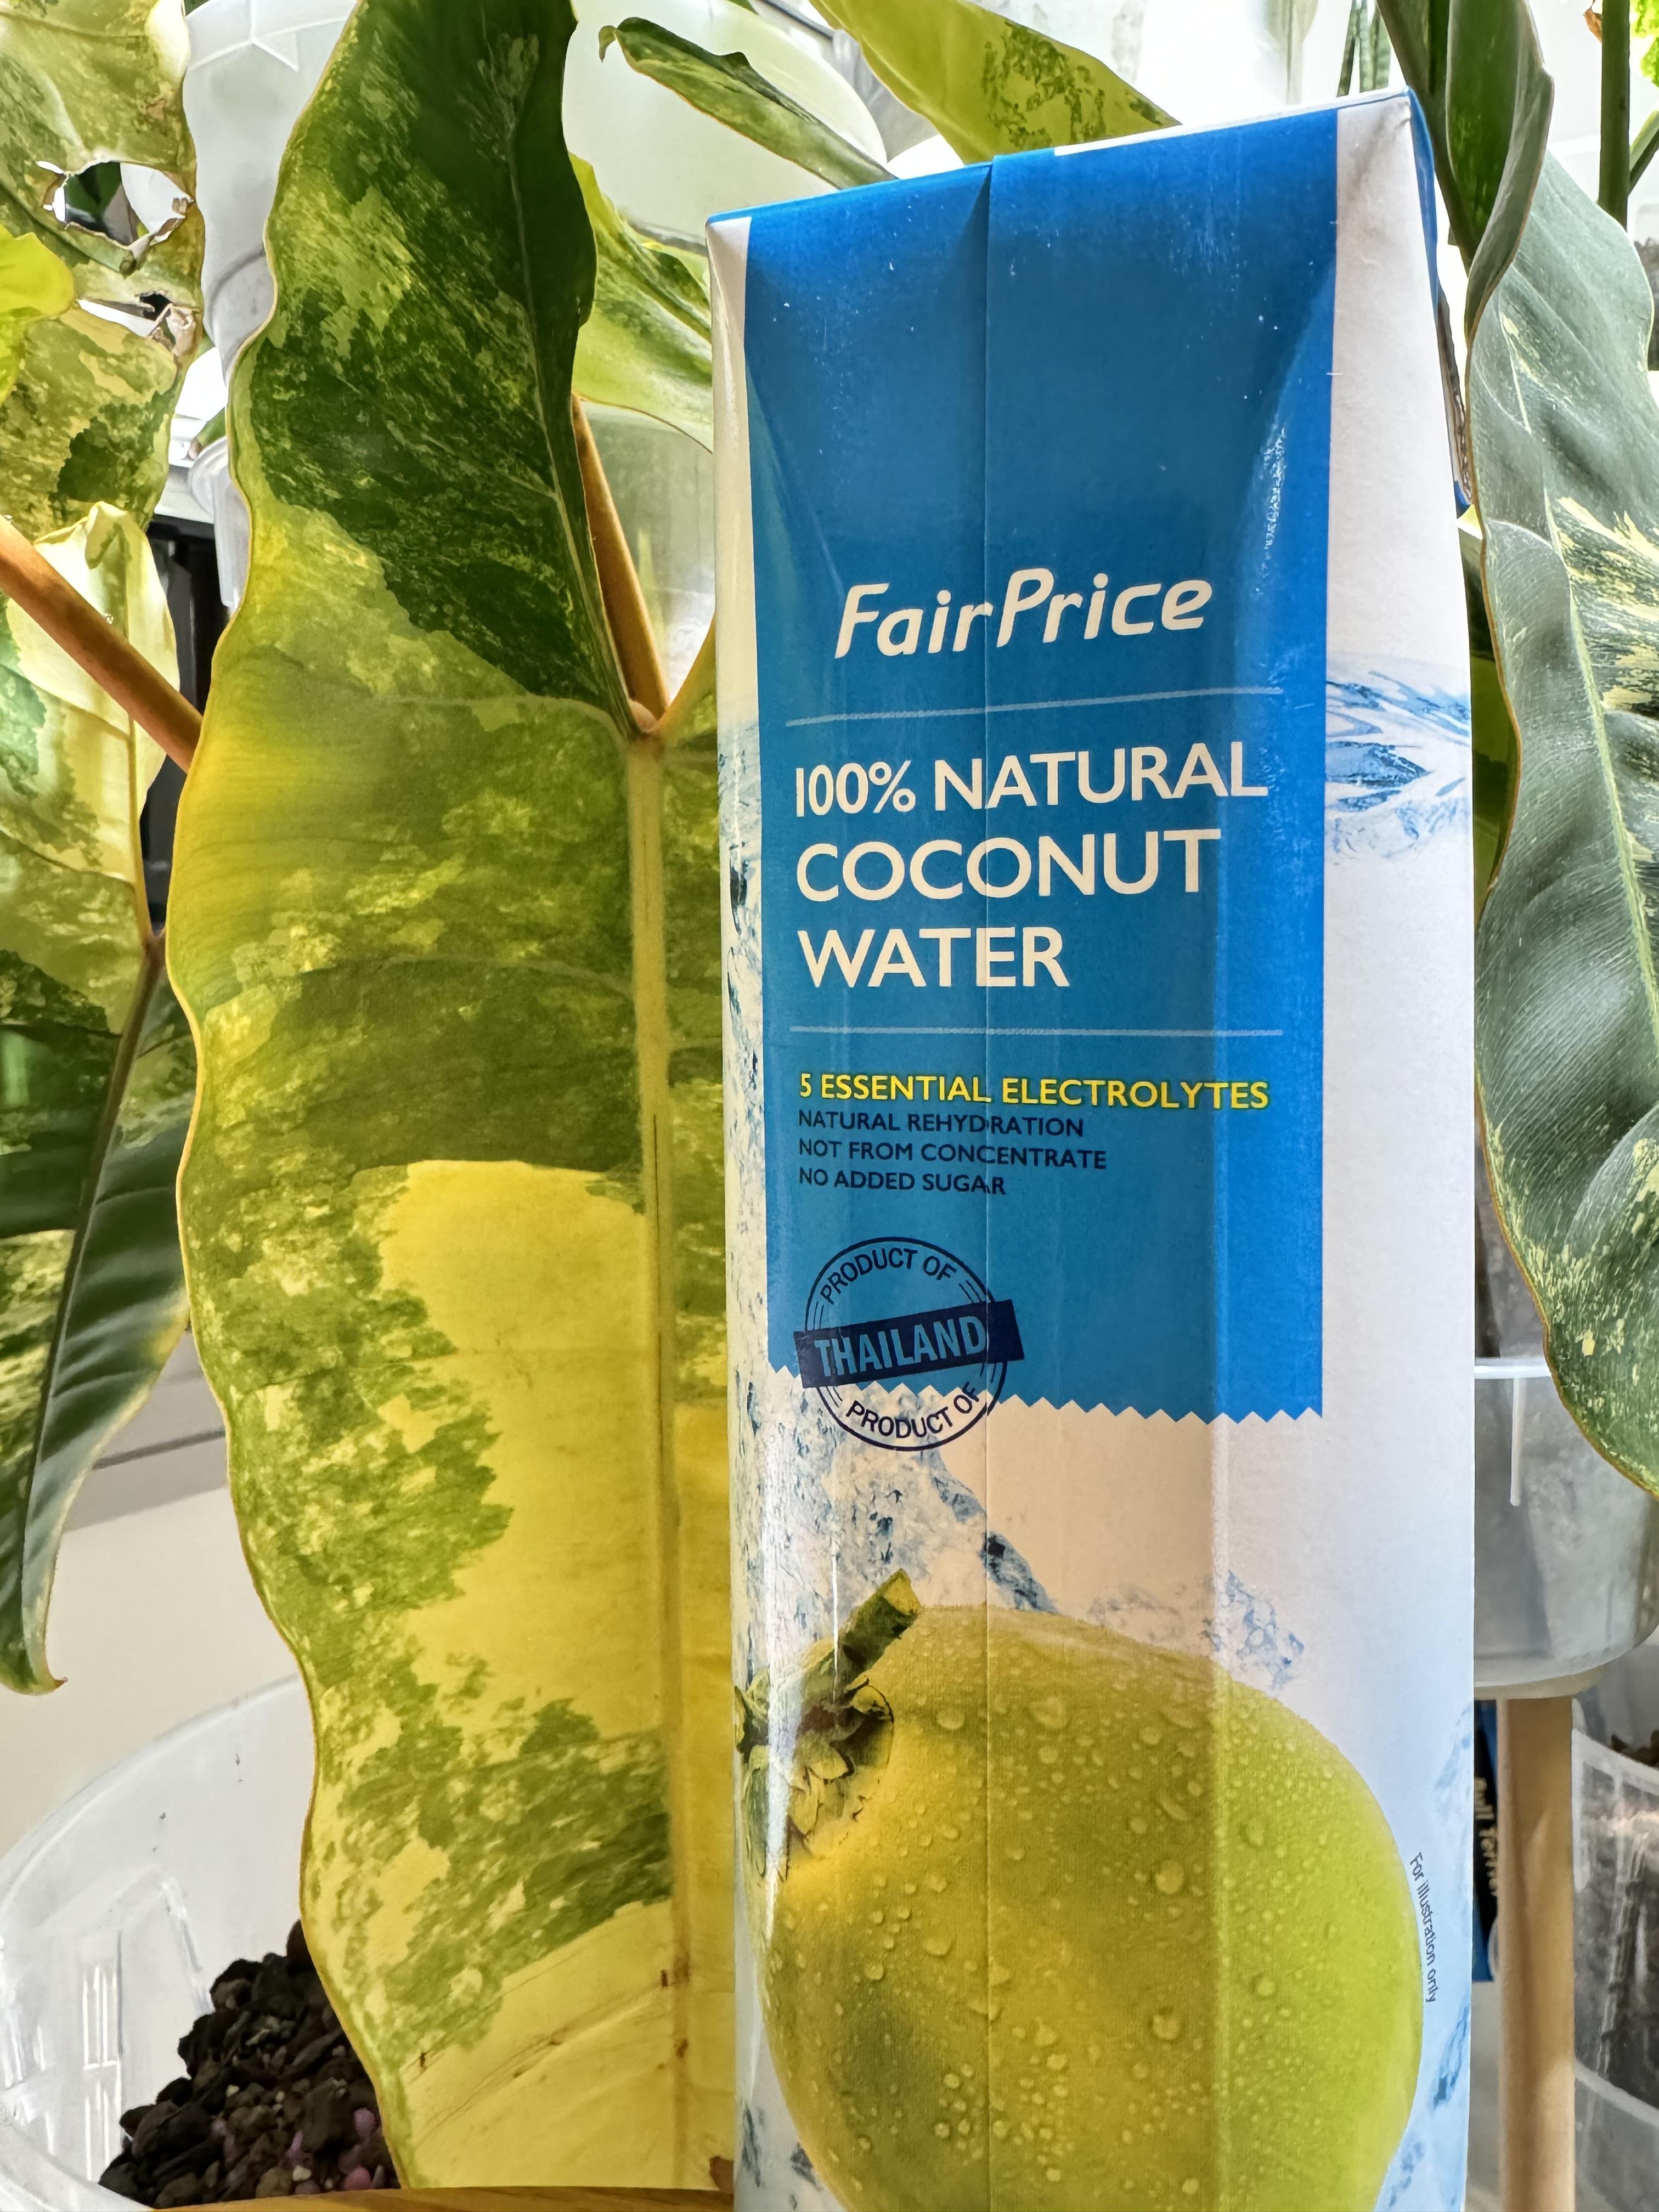 FairPrice
100% NATURAL
COCONUT
WATER
5 ESSENTIAL ELECTROLYTES
NATURAL REHYDRATION
NOT FROM CONCENTRATE
NO ADDED SUGAR
PRODUCT OF
THAILAND
PRODUCT OF
For illustration only